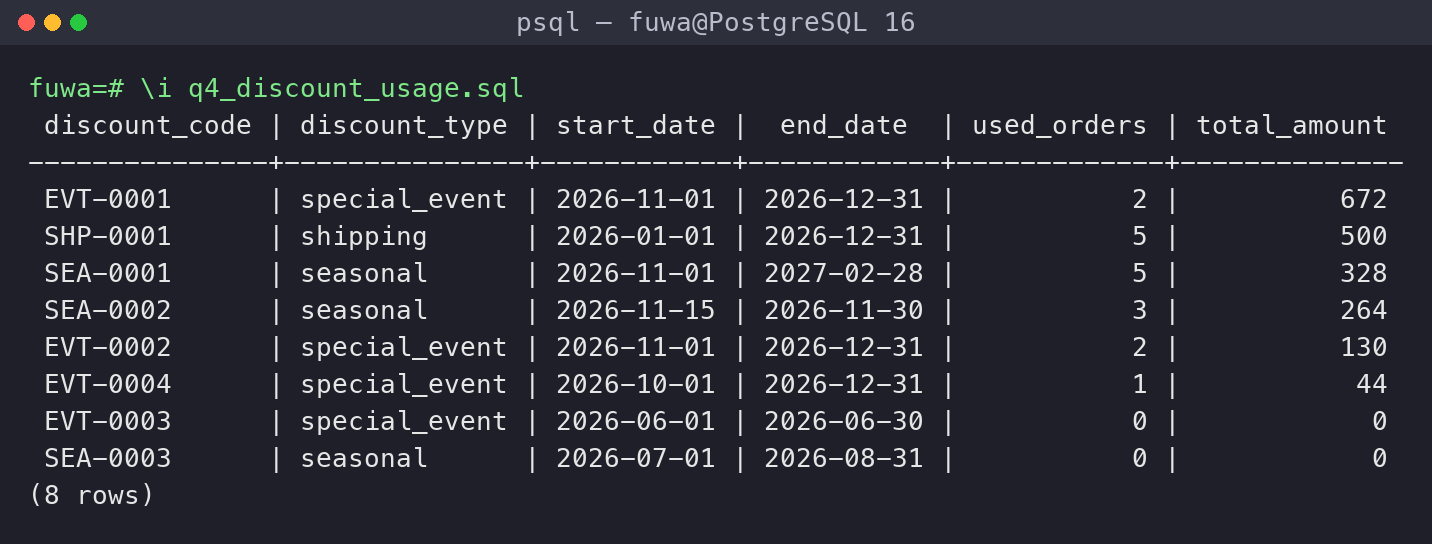 psql — fuwa@PostgreSQL 16
fuwa=# \i q4_discount_usage.sql
 discount_code | discount_type | start_date |  end_date  | used_orders | total_amount
---------------+---------------+------------+------------+-------------+--------------
 EVT-0001      | special_event | 2026-11-01 | 2026-12-31 |           2 |          672
 SHP-0001      | shipping      | 2026-01-01 | 2026-12-31 |           5 |          500
 SEA-0001      | seasonal      | 2026-11-01 | 2027-02-28 |           5 |          328
 SEA-0002      | seasonal      | 2026-11-15 | 2026-11-30 |           3 |          264
 EVT-0002      | special_event | 2026-11-01 | 2026-12-31 |           2 |          130
 EVT-0004      | special_event | 2026-10-01 | 2026-12-31 |           1 |           44
 EVT-0003      | special_event | 2026-06-01 | 2026-06-30 |           0 |            0
 SEA-0003      | seasonal      | 2026-07-01 | 2026-08-31 |           0 |            0
(8 rows)